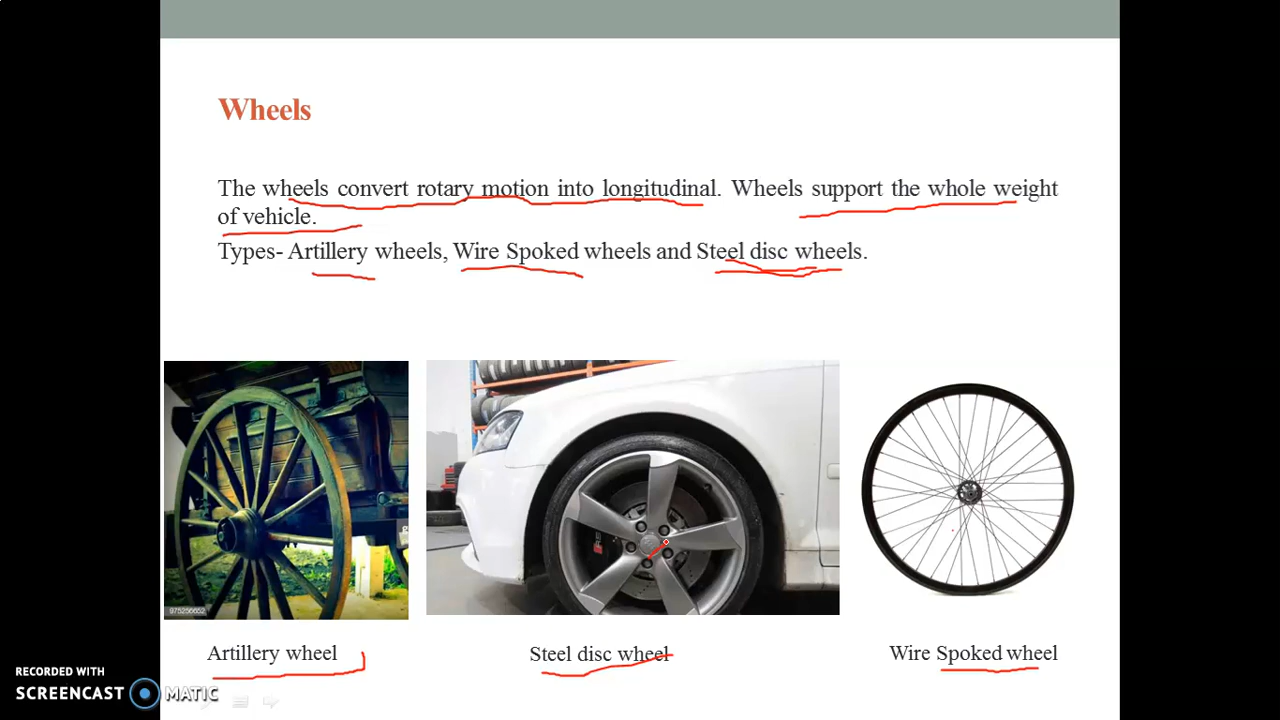 Wheels
The wheels convert rotary motion into longitudinal. Wheels support the whole weight
of vehicle.
Types- Artillery wheels, Wire Spoked wheels and Steel disc wheels.
975256652
Artillery wheel
Steel disc wheel
Wire Spoked wheel
RECORDED WITH
SCREENCAST MATIC